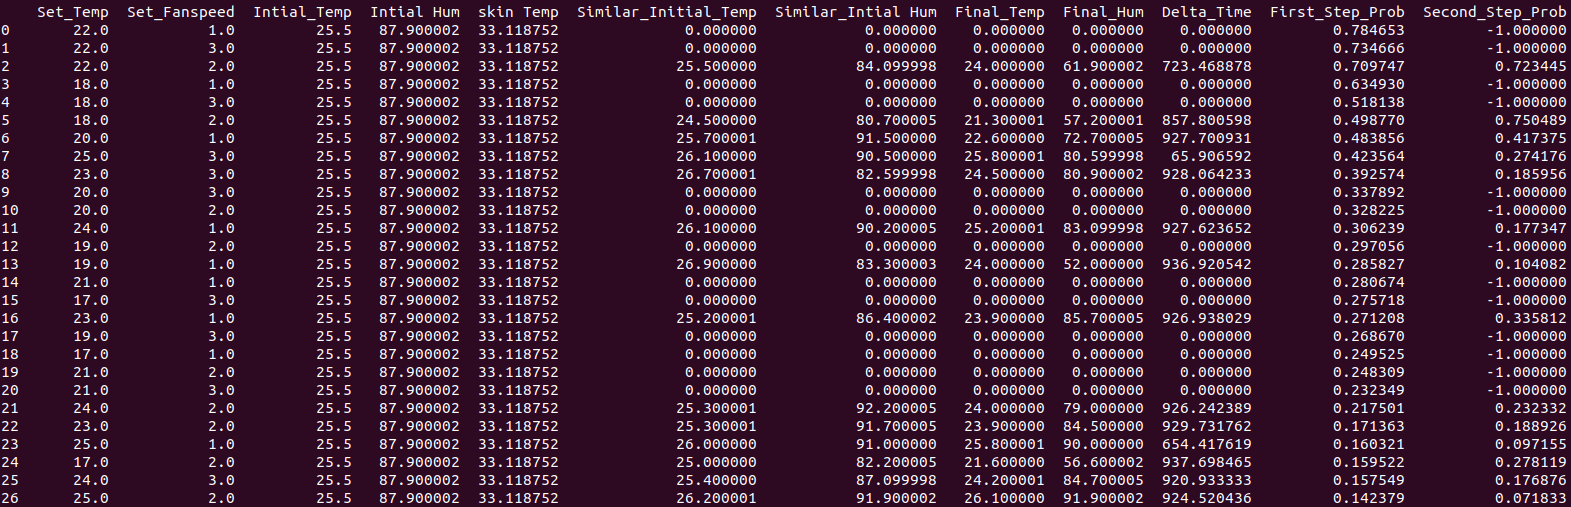 Set_Temp Set_Fanspeed Intial_Temp Intial Hum skin Temp Similar_Initial_Temp Similar_Intial Hum Final_Temp Final_Hum Delta_Time First_Step_Prob Second_Step_Prob
0 22.0 1.0 25.5 87.900002 33.118752 0.000000 0.000000 0.000000 0.000000 0.000000 0.784653 -1.000000
1 22.0 3.0 25.5 87.900002 33.118752 0.000000 0.000000 0.000000 0.000000 0.000000 0.734666 -1.000000
2 22.0 2.0 25.5 87.900002 33.118752 25.500000 84.099998 24.000000 61.900002 723.468878 0.709747 0.723445
3 18.0 1.0 25.5 87.900002 33.118752 0.000000 0.000000 0.000000 0.000000 0.000000 0.634930 -1.000000
4 18.0 3.0 25.5 87.900002 33.118752 0.000000 0.000000 0.000000 0.000000 0.000000 0.518138 -1.000000
5 18.0 2.0 25.5 87.900002 33.118752 24.500000 80.700005 21.300001 57.200001 857.800598 0.498770 0.750489
6 20.0 1.0 25.5 87.900002 33.118752 25.700001 91.500000 22.600000 72.700005 927.700931 0.483856 0.417375
7 25.0 3.0 25.5 87.900002 33.118752 26.100000 90.500000 25.800001 80.599998 65.906592 0.423564 0.274176
8 23.0 3.0 25.5 87.900002 33.118752 26.700001 82.599998 24.500000 80.900002 928.064233 0.392574 0.185956
9 20.0 3.0 25.5 87.900002 33.118752 0.000000 0.000000 0.000000 0.000000 0.000000 0.337892 -1.000000
10 20.0 2.0 25.5 87.900002 33.118752 0.000000 0.000000 0.000000 0.000000 0.000000 0.328225 -1.000000
11 24.0 1.0 25.5 87.900002 33.118752 26.100000 90.200005 25.200001 83.099998 927.623652 0.306239 0.177347
12 19.0 2.0 25.5 87.900002 33.118752 0.000000 0.000000 0.000000 0.000000 0.000000 0.297056 -1.000000
13 19.0 1.0 25.5 87.900002 33.118752 26.900000 83.300003 24.000000 52.000000 936.920542 0.285827 0.104082
14 21.0 1.0 25.5 87.900002 33.118752 0.000000 0.000000 0.000000 0.000000 0.000000 0.280674 -1.000000
15 17.0 3.0 25.5 87.900002 33.118752 0.000000 0.000000 0.000000 0.000000 0.000000 0.275718 -1.000000
16 23.0 1.0 25.5 87.900002 33.118752 25.200001 86.400002 23.900000 85.700005 926.938029 0.271208 0.335812
17 19.0 3.0 25.5 87.900002 33.118752 0.000000 0.000000 0.000000 0.000000 0.000000 0.268670 -1.000000
18 17.0 1.0 25.5 87.900002 33.118752 0.000000 0.000000 0.000000 0.000000 0.000000 0.249525 -1.000000
19 21.0 2.0 25.5 87.900002 33.118752 0.000000 0.000000 0.000000 0.000000 0.000000 0.248309 -1.000000
20 21.0 3.0 25.5 87.900002 33.118752 0.000000 0.000000 0.000000 0.000000 0.000000 0.232349 -1.000000
21 24.0 2.0 25.5 87.900002 33.118752 25.300001 92.200005 24.000000 79.000000 926.242389 0.217501 0.232332
22 23.0 2.0 25.5 87.900002 33.118752 25.300001 91.700005 23.900000 84.500000 929.731762 0.171363 0.188926
23 25.0 1.0 25.5 87.900002 33.118752 26.000000 91.000000 25.800001 90.000000 654.417619 0.160321 0.097155
24 17.0 2.0 25.5 87.900002 33.118752 25.000000 82.200005 21.600000 56.600002 937.698465 0.159522 0.278119
25 24.0 3.0 25.5 87.900002 33.118752 25.400000 87.099998 24.200001 84.700005 920.933333 0.157549 0.176876
26 25.0 2.0 25.5 87.900002 33.118752 26.200001 91.900002 26.100000 91.900002 924.520436 0.142379 0.071833